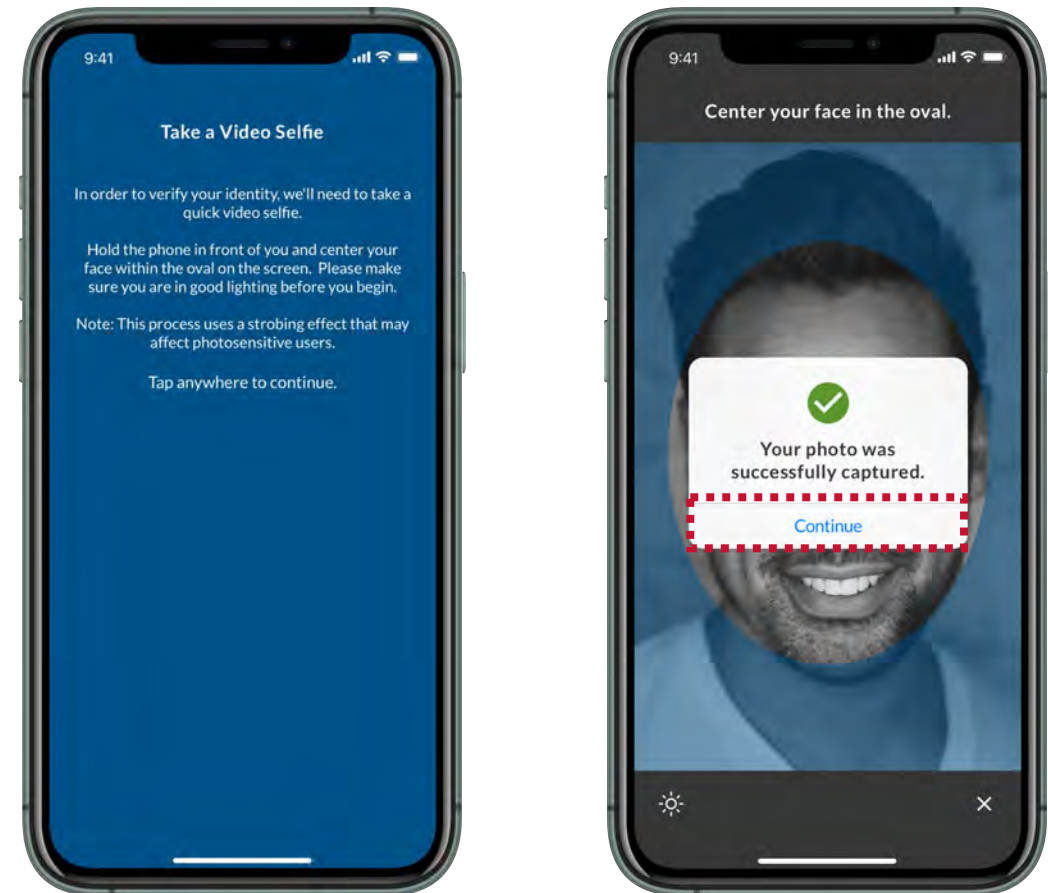 9:41
Take a Video Selfie
In order to verify your identity, we'll need to take a
quick video selfie.
Hold the phone in front of you and center your
face within the oval on the screen.  Please make
sure you are in good lighting before you begin.
Note: This process uses a strobing effect that may
affect photosensitive users.
Tap anywhere to continue.
9:41
Center your face in the oval.
Your photo was
successfully captured.
Continue